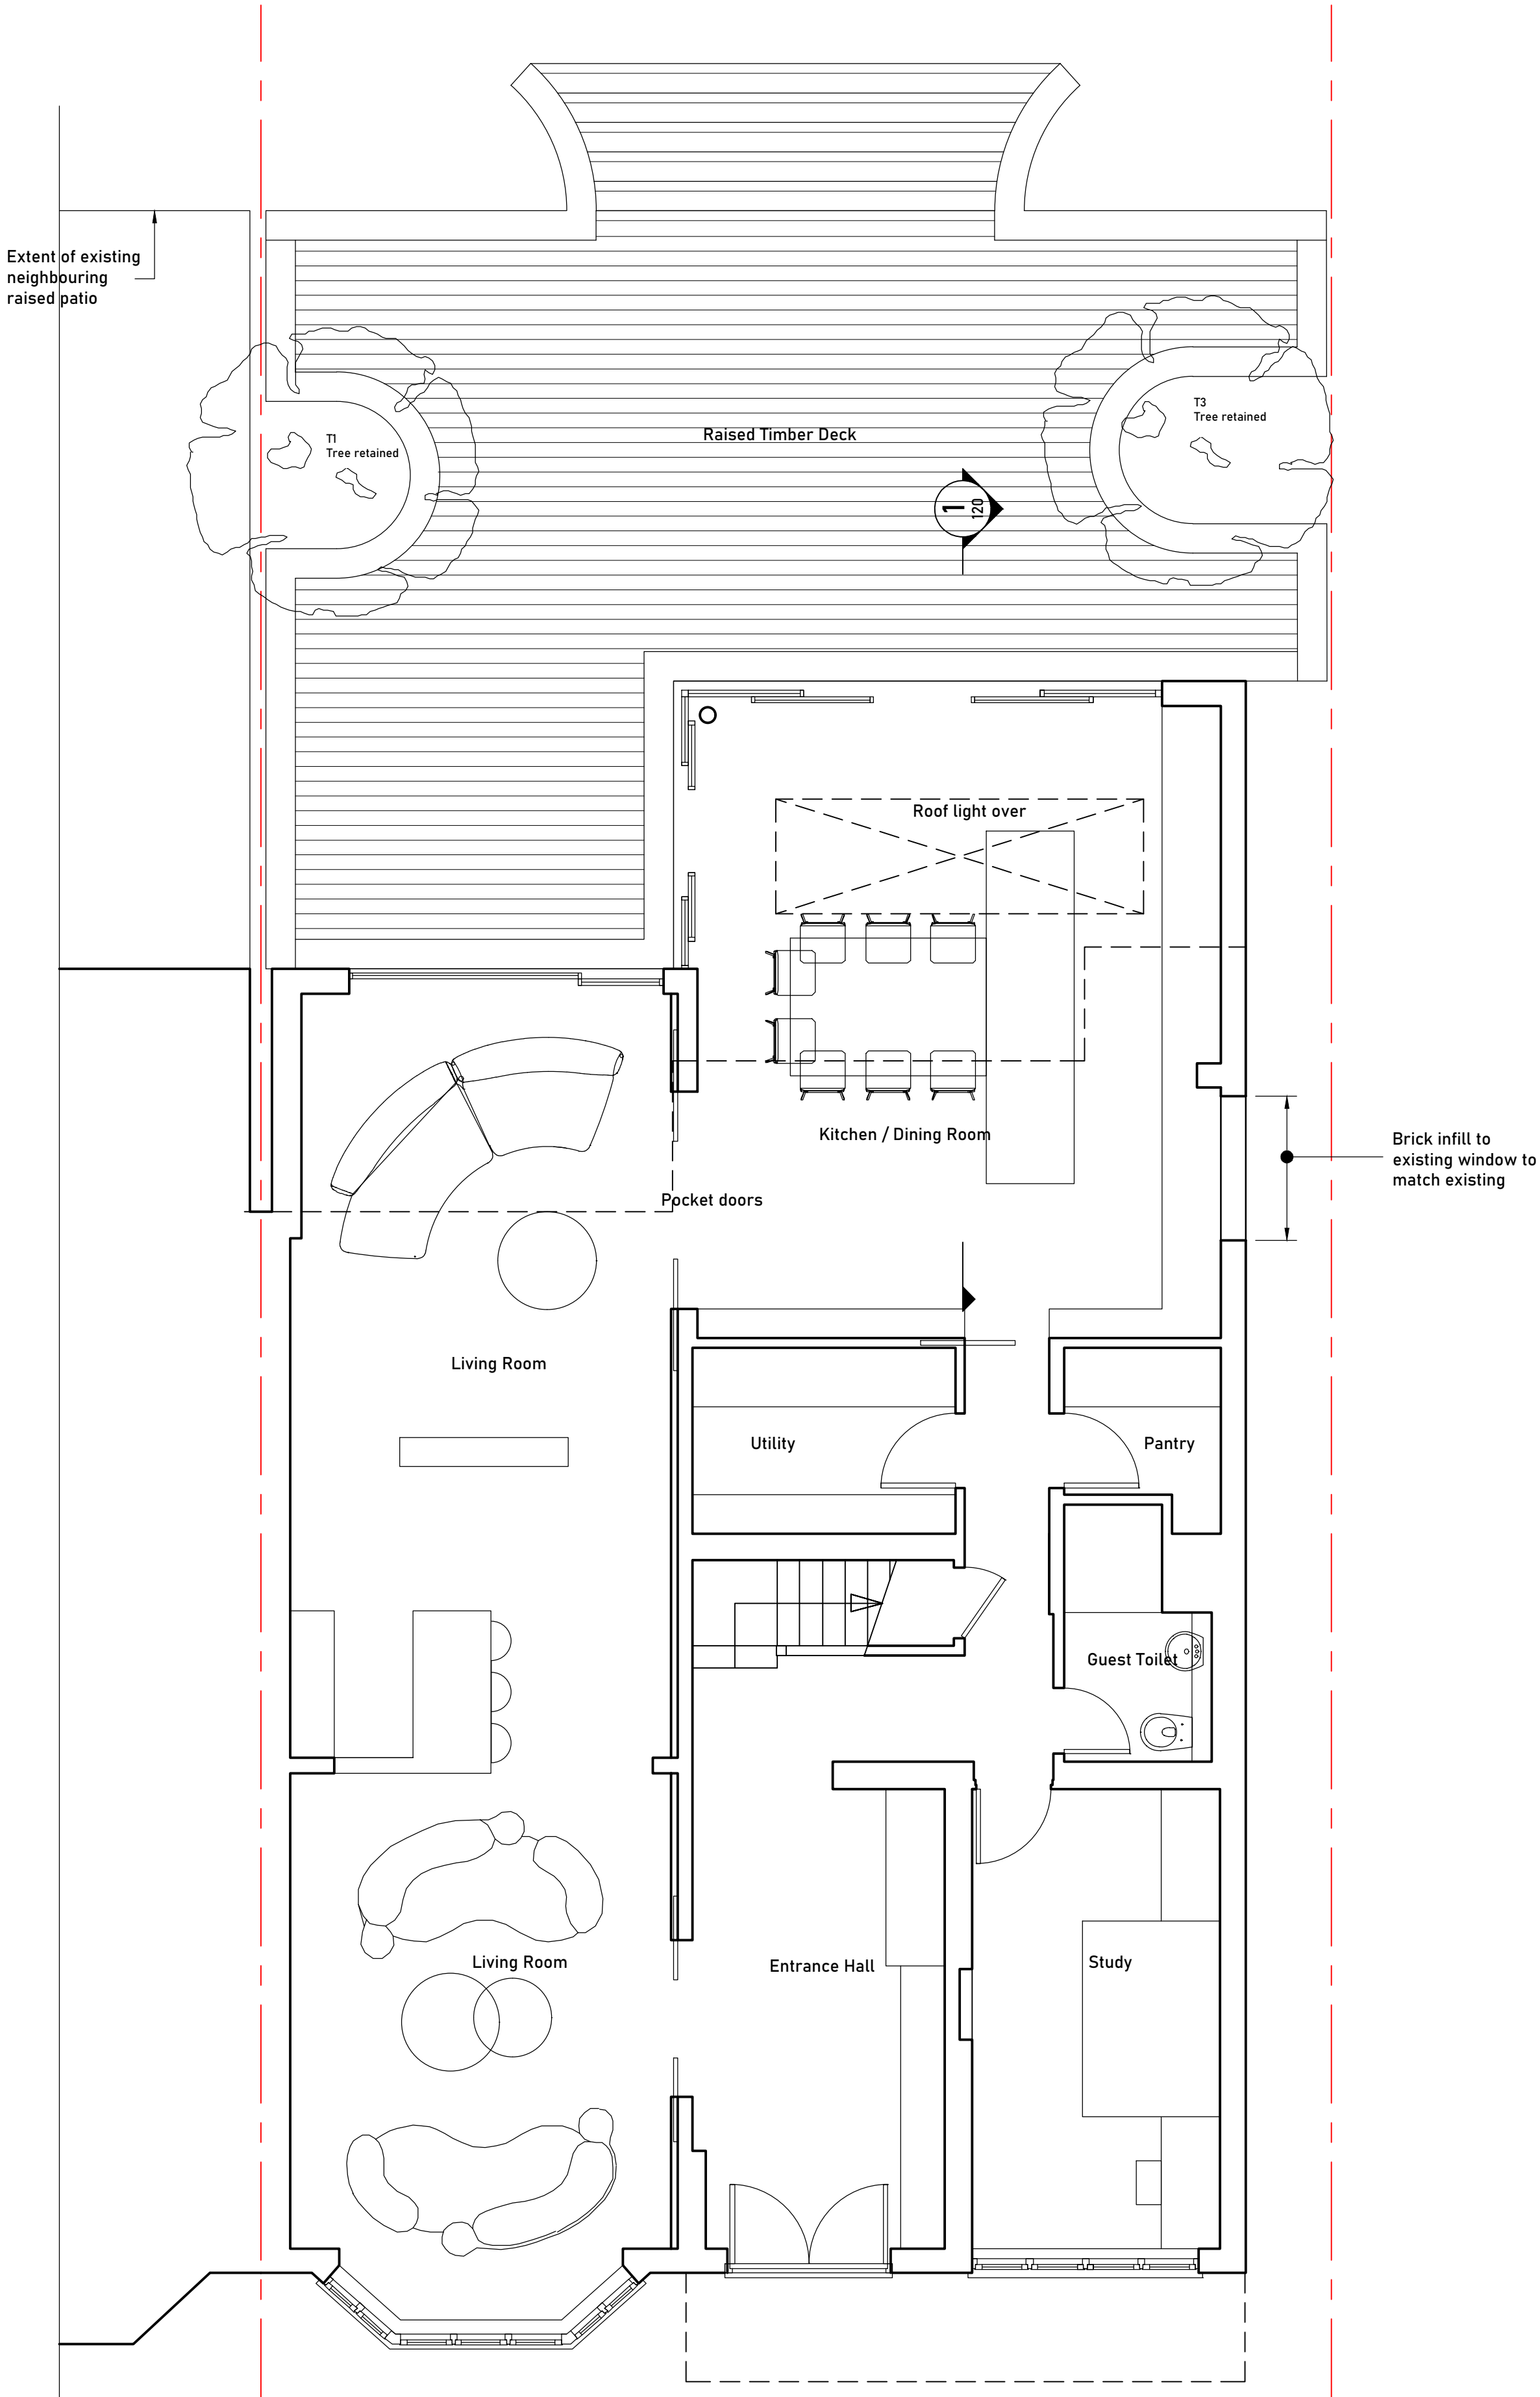 Extent of existing
neighbouring
raised patio
T1
Tree retained
Raised Timber Deck
T3
Tree retained
1
120
Roof light over
Kitchen / Dining Room
Brick infill to
existing window to
match existing
Pocket doors
Living Room
Utility
Pantry
Guest Toilet
Living Room
Entrance Hall
Study